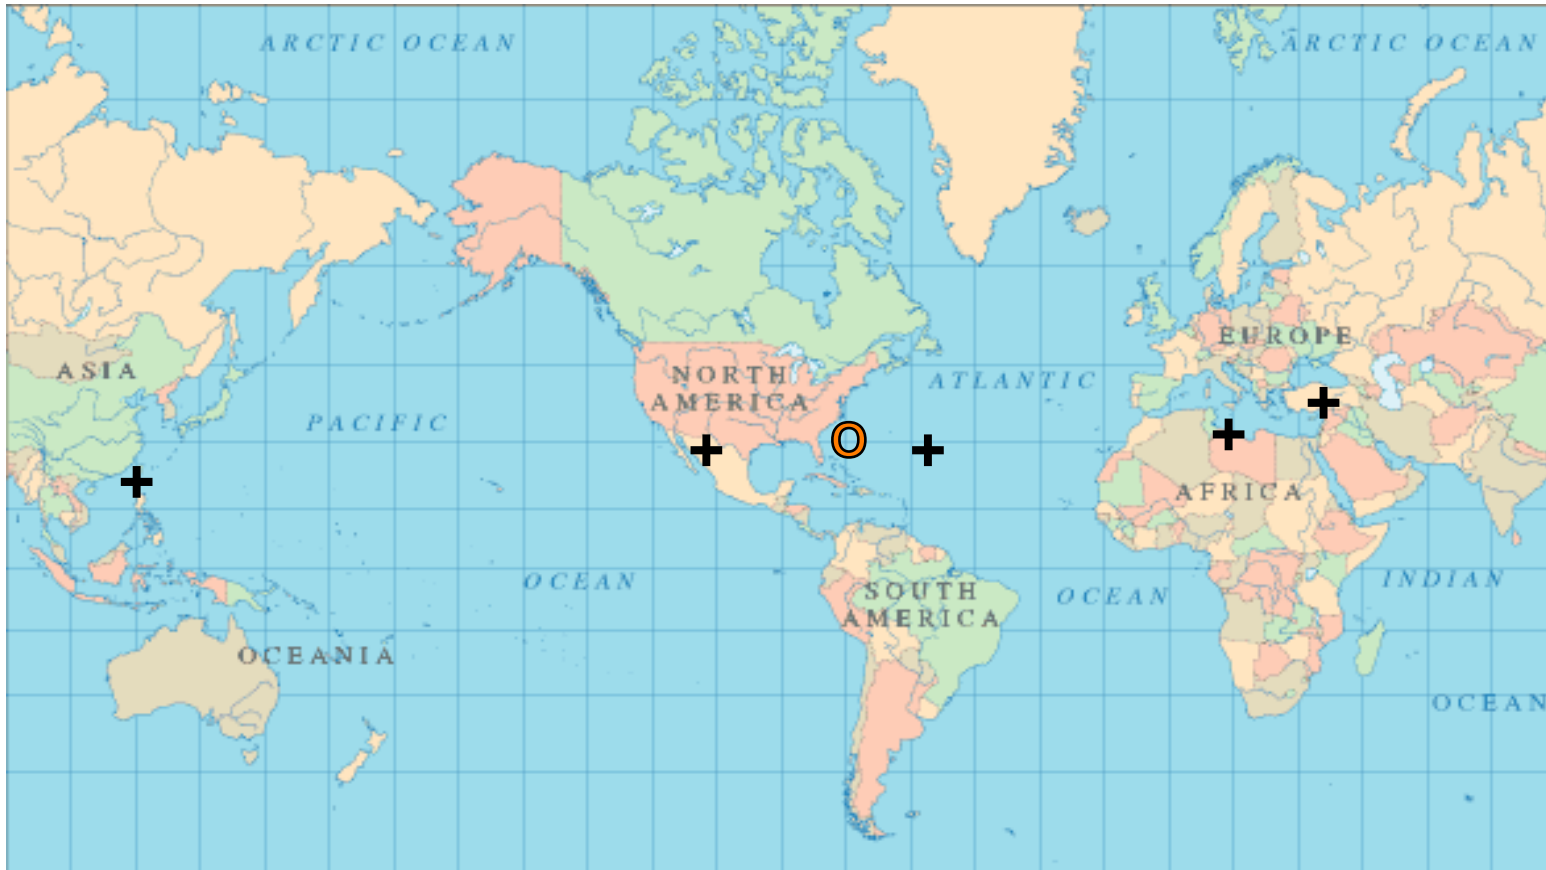 ARCTIC OCEAN
ARCTIC OCEAN
EUROPE
ASIA
NORTH
AMERICA
ATLANTIC
PACIFIC
O
AFRICA
OCEAN
SOUTH
AMERICA
OCEAN
INDIAN
OCEANIA
OCEAN